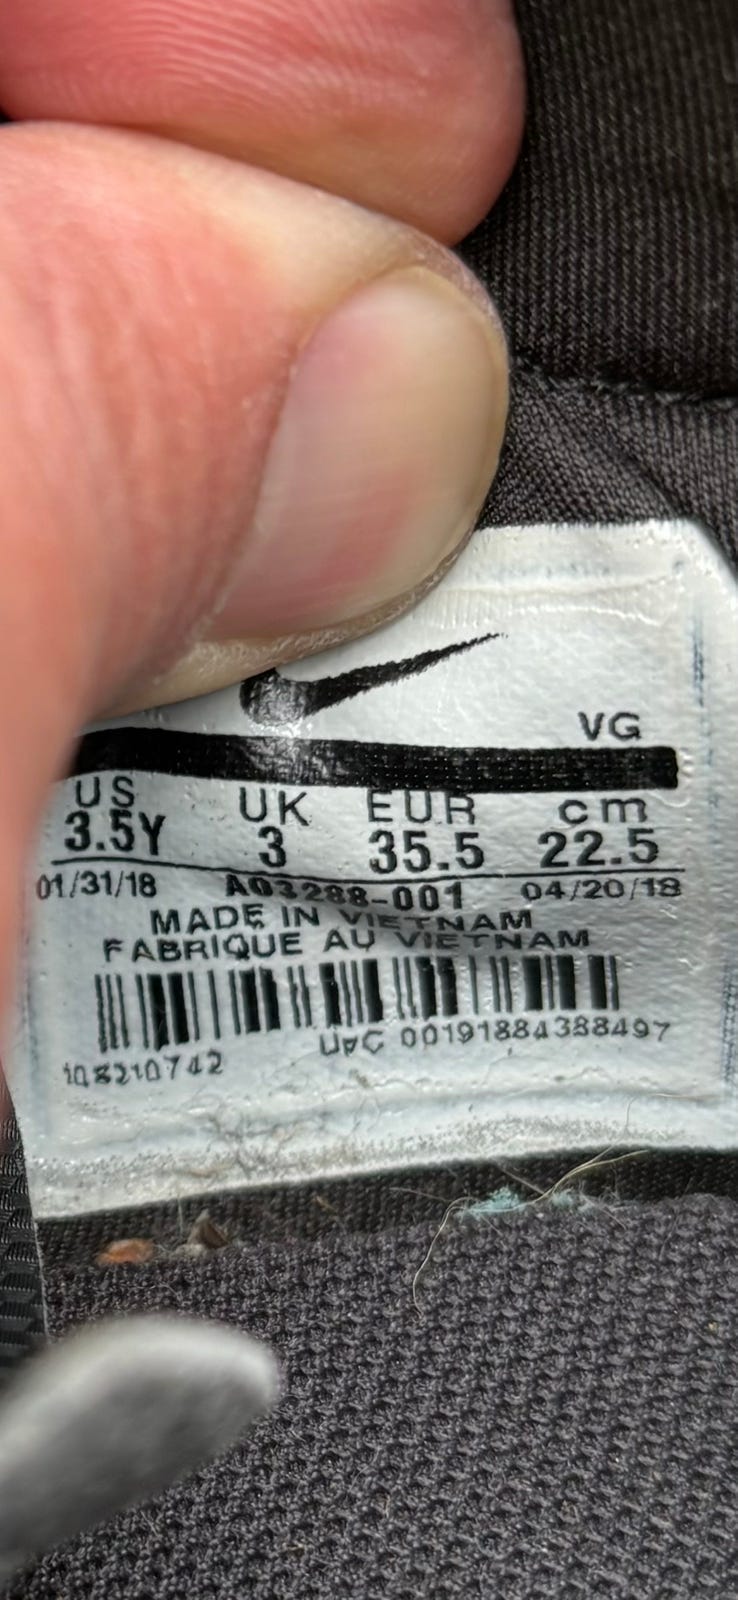 VG
US UK EUR cm
3.5Y 3 35.5 22.5
01/31/18 AQ3288-001 04/20/18
MADE IN VIETNAM
FABRIQUE AU VIETNAM
UPC 00191884388497